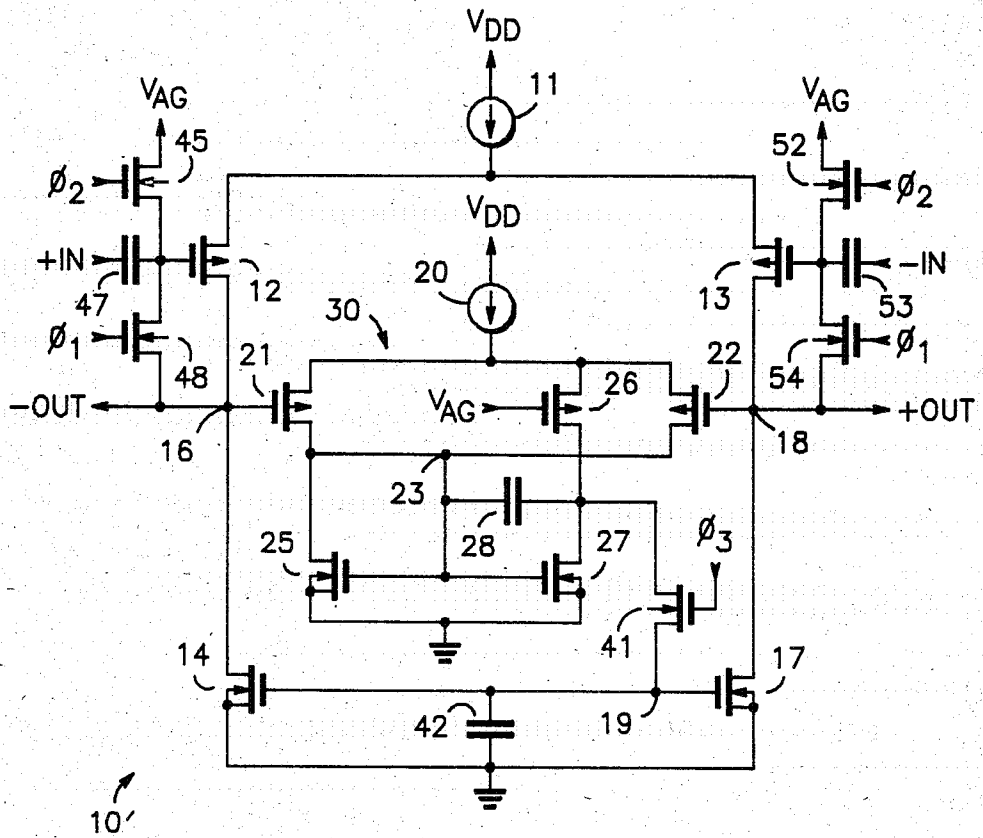 V_DD
11
V_AG
V_AG
45
52
ø₂
ø₂
V_DD
+IN
-IN
12
13
47
20
53
30
ø₁
ø₁
48
21
22
54
26
-OUT
V_AG
+OUT
16
18
23
28
ø₃
25
27
41
14
17
42
19
10′